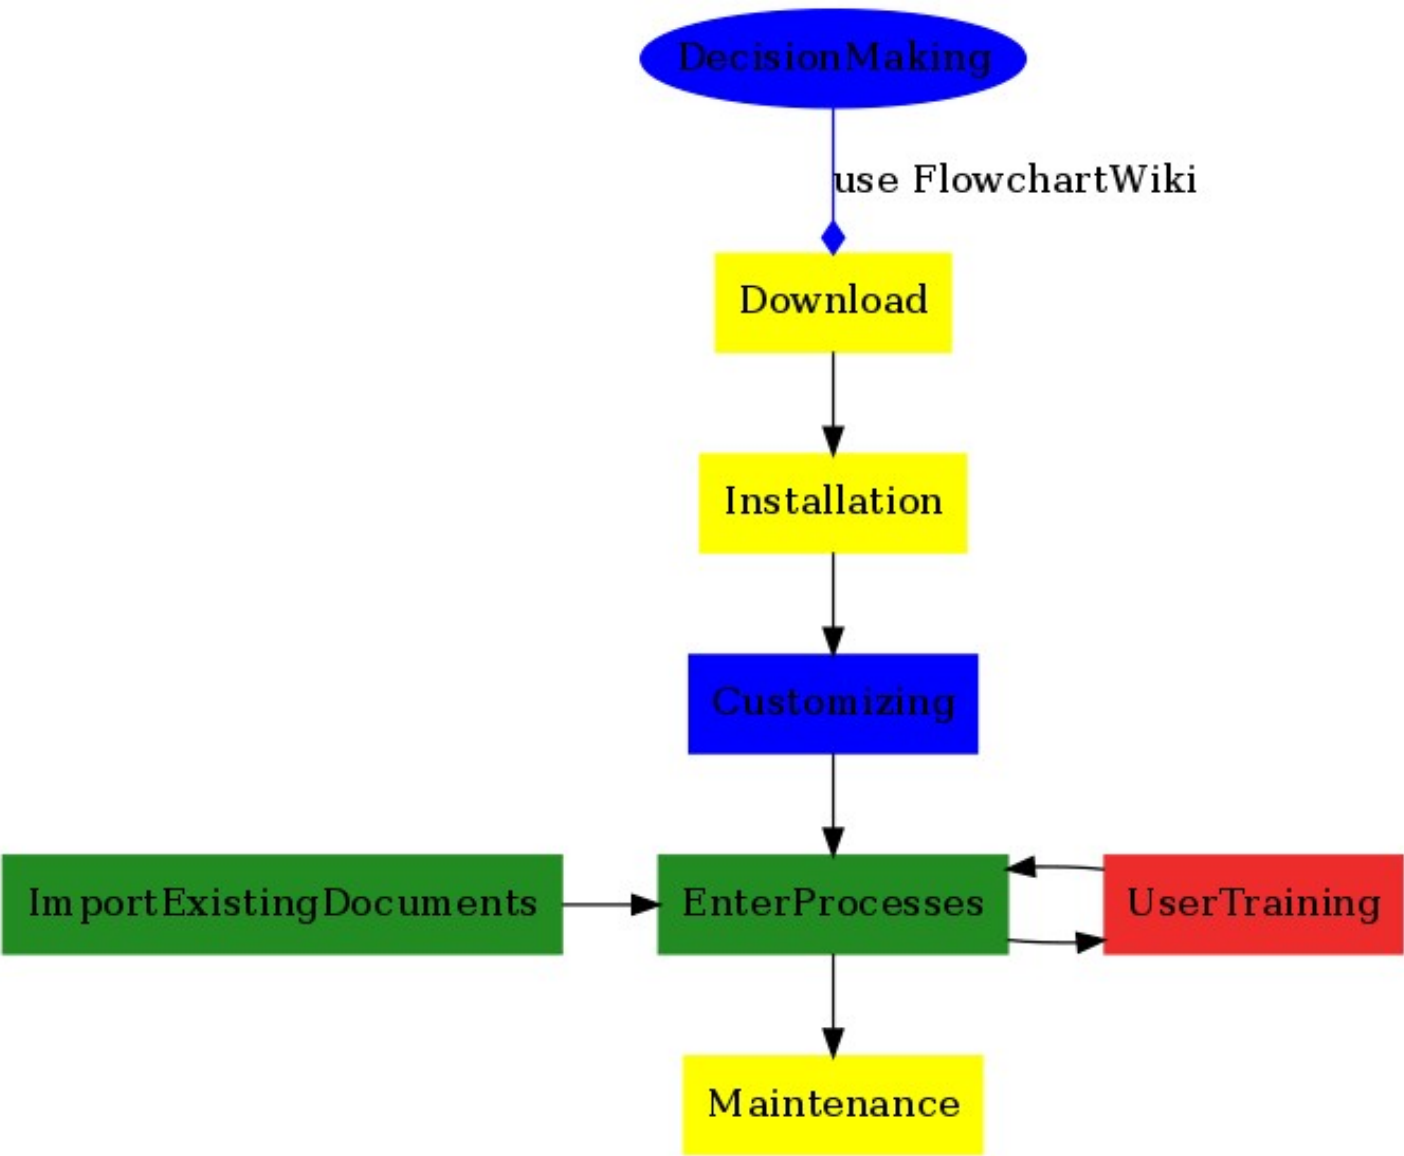 DecisionMaking
use FlowchartWiki
Download
Installation
Customizing
ImportExistingDocuments
EnterProcesses
UserTraining
Maintenance